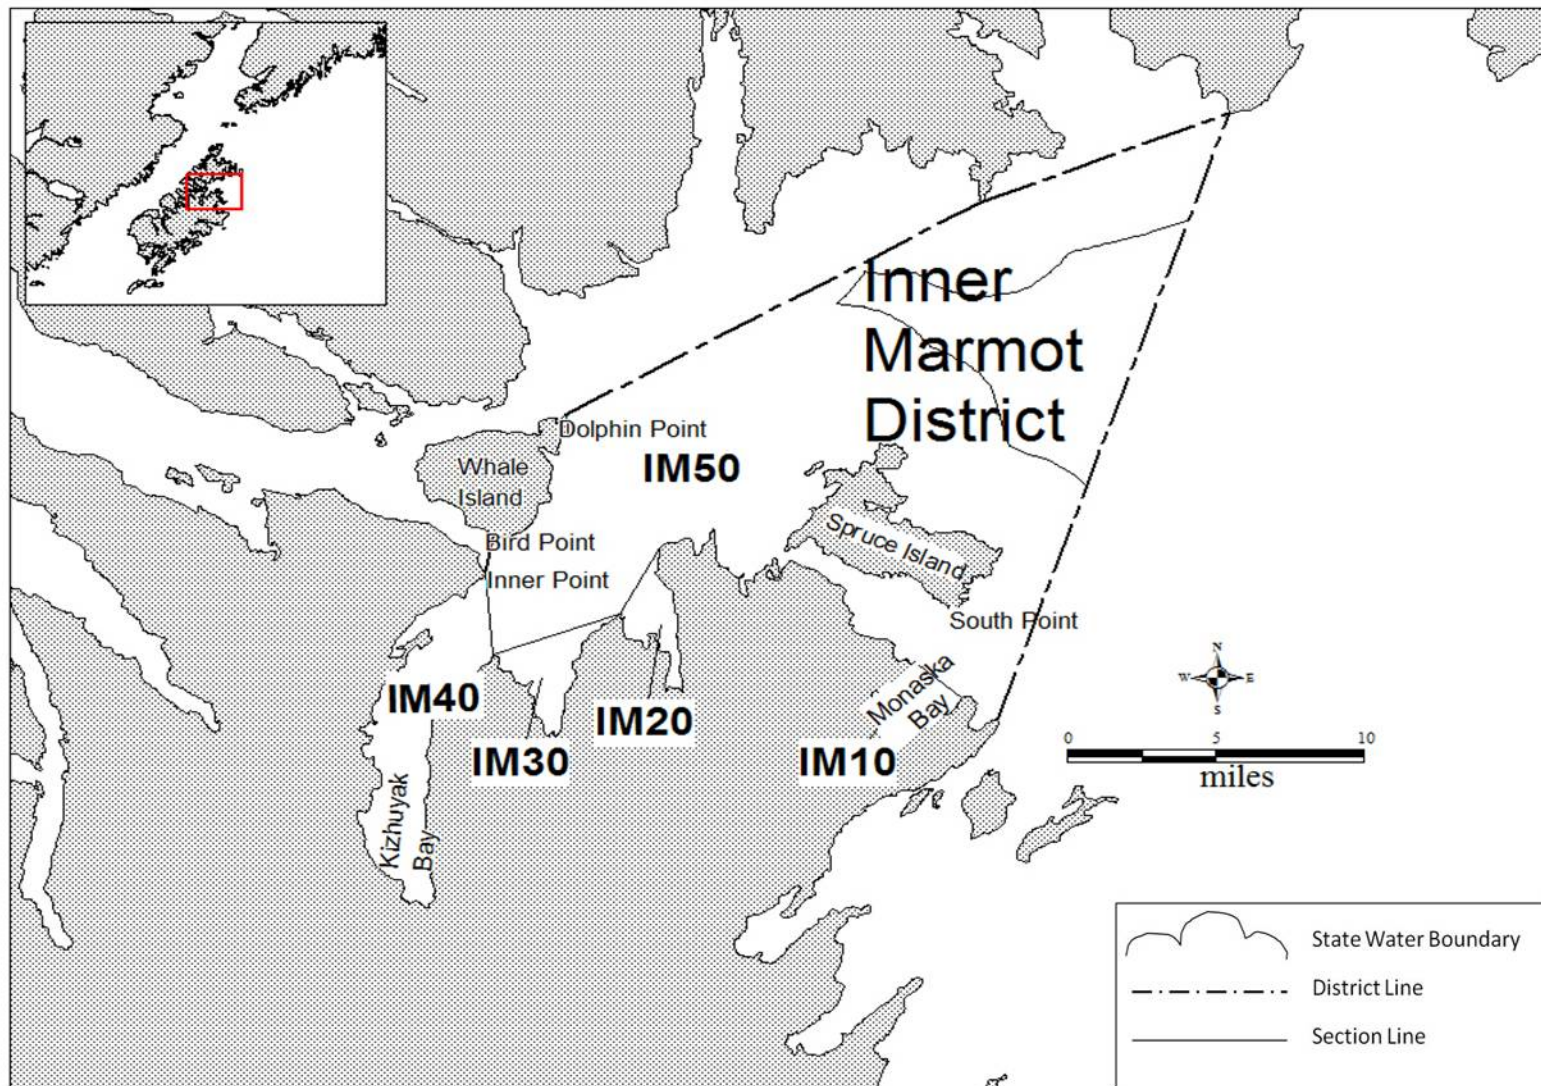 Inner
Marmot
District
Dolphin Point
IM50
Whale
Island
Bird Point
Inner Point
Spruce Island
South Point
IM40
IM30
IM20
Monaska
Bay
IM10
Kizhuyak
Bay
N
W E
S
0 5 10
miles
State Water Boundary
District Line
Section Line